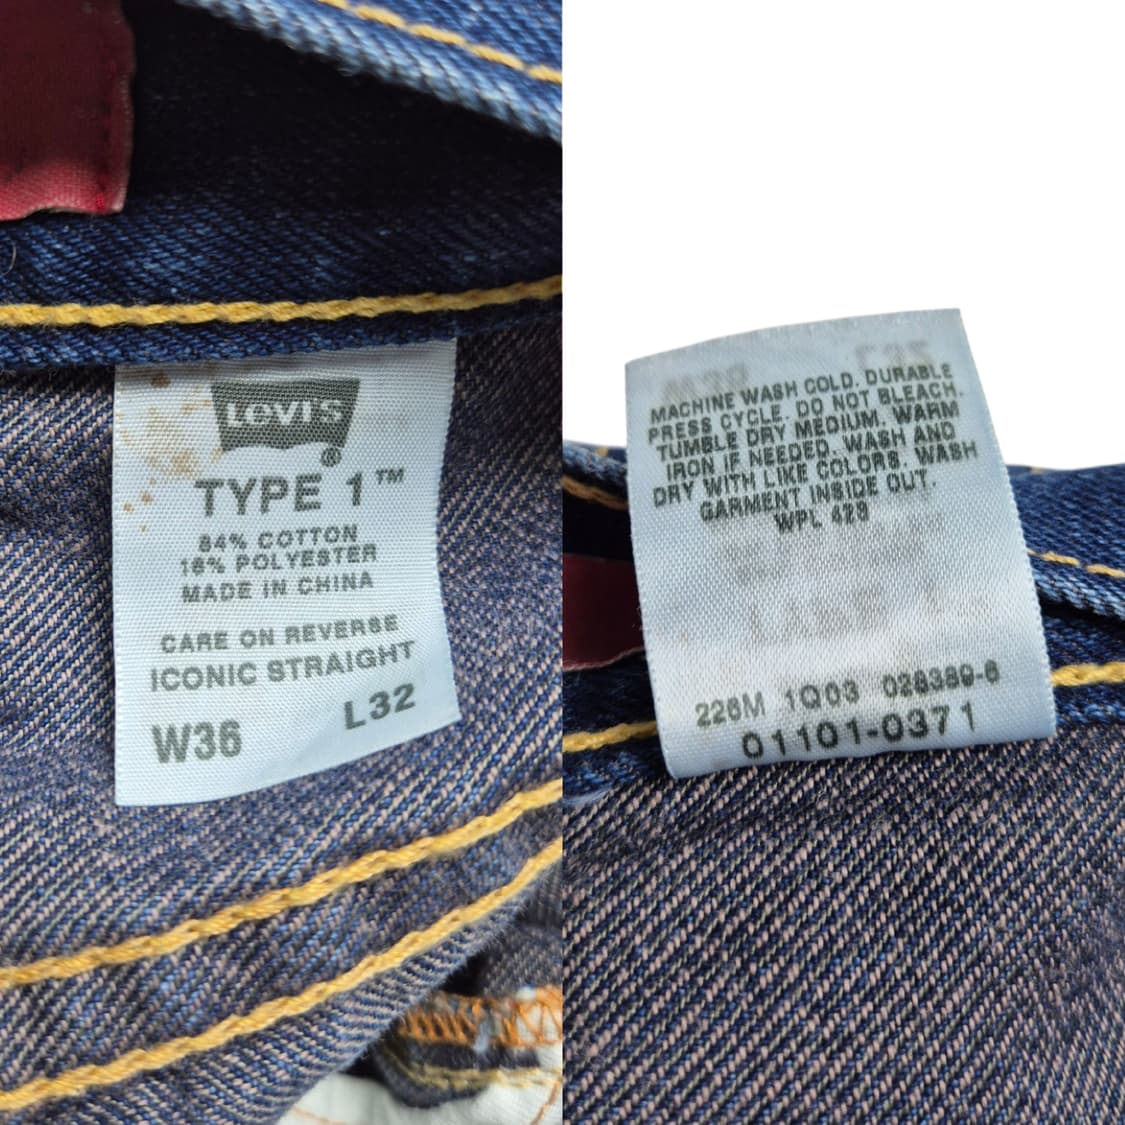 LEVI'S®
TYPE 1™
84% COTTON
16% POLYESTER
MADE IN CHINA
CARE ON REVERSE
ICONIC STRAIGHT
W36 L32
MACHINE WASH COLD. DURABLE
PRESS CYCLE. DO NOT BLEACH.
TUMBLE DRY MEDIUM. WARM
IRON IF NEEDED. WASH AND
DRY WITH LIKE COLORS. WASH
GARMENT INSIDE OUT.
WPL 423
226M 1Q03 028389-6
01101-0371